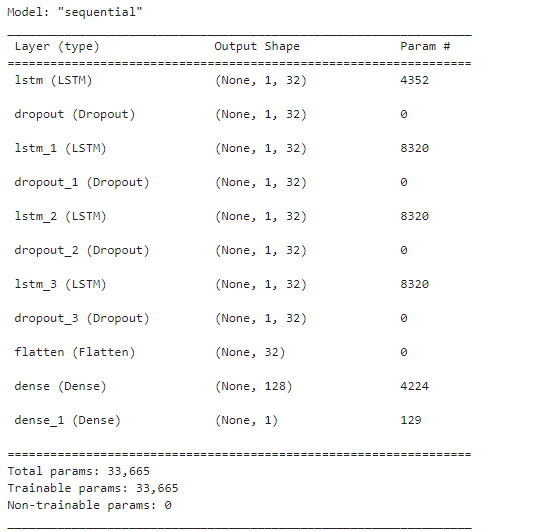 Model: "sequential"
_________________________________________________________________
Layer (type) Output Shape Param #
=================================================================
lstm (LSTM) (None, 1, 32) 4352
dropout (Dropout) (None, 1, 32) 0
lstm_1 (LSTM) (None, 1, 32) 8320
dropout_1 (Dropout) (None, 1, 32) 0
lstm_2 (LSTM) (None, 1, 32) 8320
dropout_2 (Dropout) (None, 1, 32) 0
lstm_3 (LSTM) (None, 1, 32) 8320
dropout_3 (Dropout) (None, 1, 32) 0
flatten (Flatten) (None, 32) 0
dense (Dense) (None, 128) 4224
dense_1 (Dense) (None, 1) 129
=================================================================
Total params: 33,665
Trainable params: 33,665
Non-trainable params: 0
_________________________________________________________________